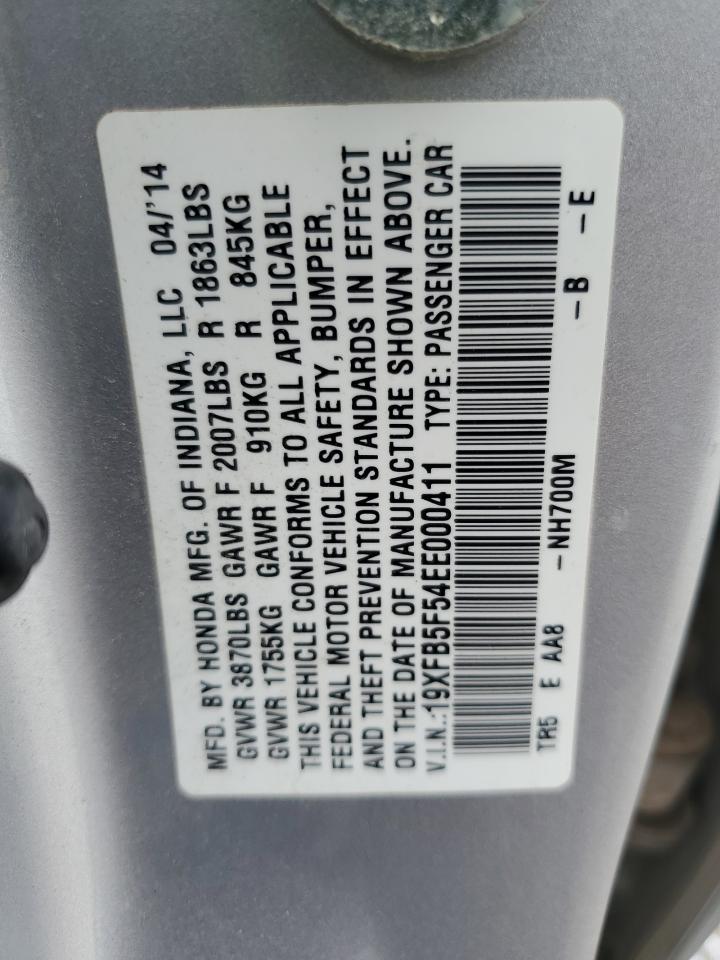 MFD. BY HONDA MFG. OF INDIANA, LLC 04/'14
GVWR 3870LBS GAWR F 2007LBS R 1863LBS
GVWR 1755KG GAWR F 910KG R 845KG
THIS VEHICLE CONFORMS TO ALL APPLICABLE
FEDERAL MOTOR VEHICLE SAFETY, BUMPER,
AND THEFT PREVENTION STANDARDS IN EFFECT
ON THE DATE OF MANUFACTURE SHOWN ABOVE.
V.I.N.:19XFB5F54EE000411 TYPE: PASSENGER CAR
TR5 E AA8 -NH700M -B -E